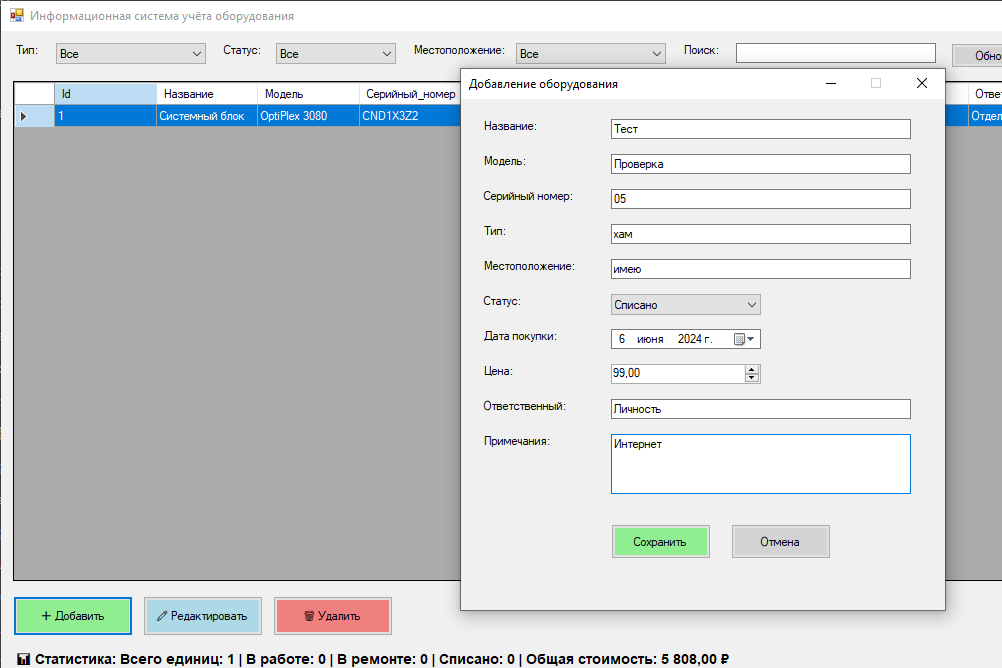 Информационная система учёта оборудования
Тип: Все Статус: Все Местоположение: Все Поиск: Обно
Id Название Модель Серийный_номер Отве
1 Системный блок OptiPlex 3080 CND1X3Z2 Отдел
Добавление оборудования
Название: Тест
Модель: Проверка
Серийный номер: 05
Тип: хам
Местоположение: имею
Статус: Списано
Дата покупки: 6 июня 2024 г.
Цена: 99,00
Ответственный: Личность
Примечания: Интернет
Сохранить Отмена
+ Добавить Редактировать Удалить
Статистика: Всего единиц: 1 | В работе: 0 | В ремонте: 0 | Списано: 0 | Общая стоимость: 5 808,00 ₽